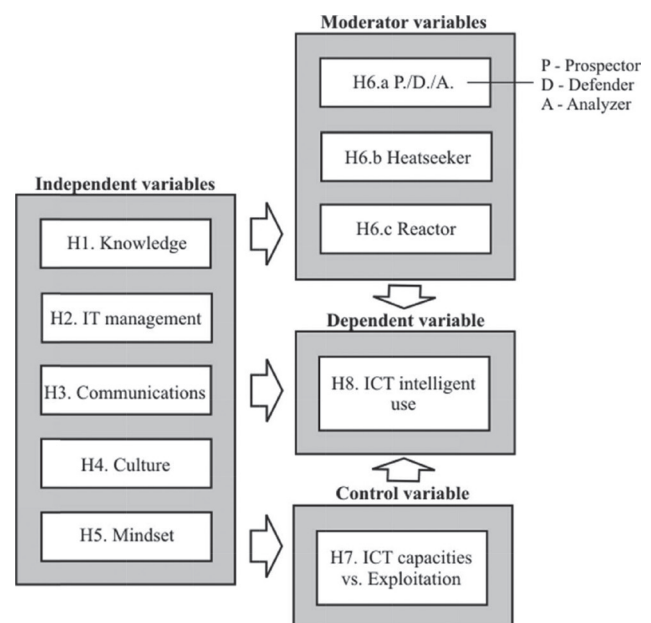 Moderator variables
H6.a P./D./A.
P - Prospector
D - Defender
A - Analyzer
H6.b Heatseeker
H6.c Reactor
Independent variables
H1. Knowledge
H2. IT management
H3. Communications
H4. Culture
H5. Mindset
Dependent variable
H8. ICT intelligent
use
Control variable
H7. ICT capacities
vs. Exploitation